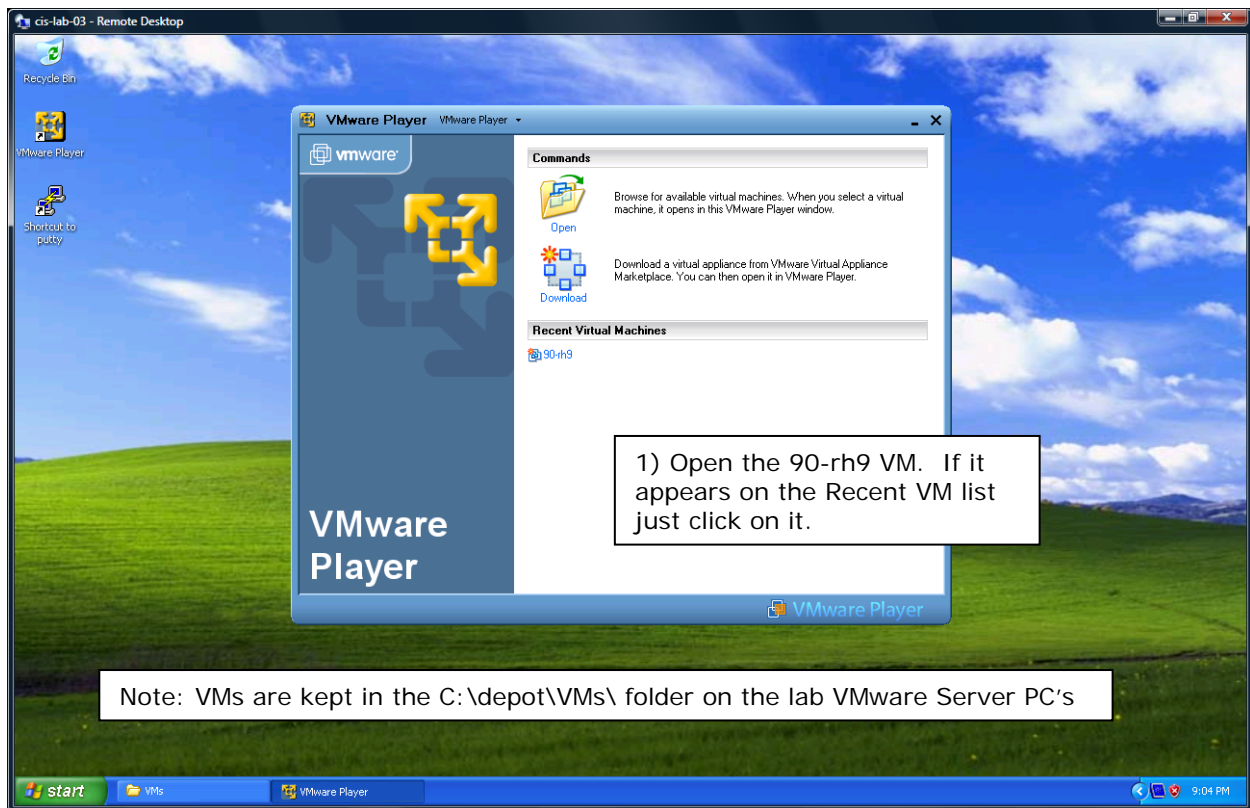 cis-lab-03 - Remote Desktop
Recycle Bin
VMware Player
Shortcut to
putty
VMware Player VMware Player
vmware
Commands
Open
Browse for available virtual machines. When you select a virtual
machine, it opens in this VMware Player window.
Download
Download a virtual appliance from VMware Virtual Appliance
Marketplace. You can then open it in VMware Player.
Recent Virtual Machines
90-rh9
VMware
Player
1) Open the 90-rh9 VM. If it
appears on the Recent VM list
just click on it.
VMware Player
Note: VMs are kept in the C:\depot\VMs\ folder on the lab VMware Server PC's
start
VMs
VMware Player
9:04 PM